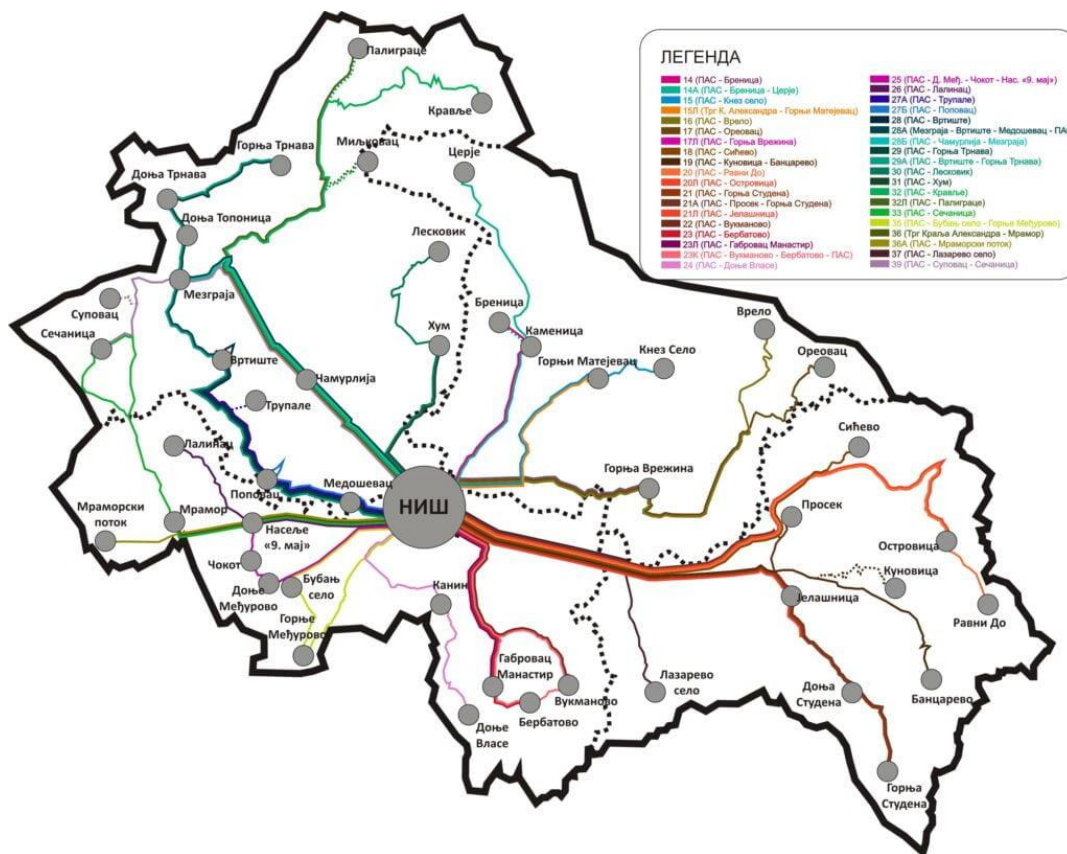 ЛЕГЕНДА
14 (ПАС - Бреница)
14А (ПАС - Бреница - Церје)
15 (ПАС - Кнез село)
15Л (Трг К. Александра - Горњи Матејевац)
16 (ПАС - Врело)
17 (ПАС - Ореовац)
17Л (ПАС - Горња Врежина)
18 (ПАС - Сићево)
19 (ПАС - Куновица - Банцарево)
20 (ПАС - Равни До)
20Л (ПАС - Островица)
21 (ПАС - Горња Студена)
21А (ПАС - Просек - Горња Студена)
21Л (ПАС - Јелашница)
22 (ПАС - Вукманово)
23 (ПАС - Бербатово)
23Л (ПАС - Габровац Манастир)
23К (ПАС - Вукманово - Бербатово - ПАС)
24 (ПАС - Доње Власе)
25 (ПАС - Д. Међ. - Чокот - Нас. «9. мај»)
26 (ПАС - Лалинац)
27А (ПАС - Трупале)
27Б (ПАС - Поповац)
28 (ПАС - Вртиште)
28А (Мезграја - Вртиште - Медошевац - ПА
28Б (ПАС - Чамурлија - Мезграја)
29 (ПАС - Горња Трнава)
29А (ПАС - Вртиште - Горња Трнава)
30 (ПАС - Лесковик)
31 (ПАС - Хум)
32 (ПАС - Кравље)
32Л (ПАС - Палиграце)
33 (ПАС - Сечаница)
35 (ПАС - Бубањ село - Горње Међурово)
36 (Трг Краља Александра - Мрамор)
36А (ПАС - Мраморски поток)
37 (ПАС - Лазарево село)
39 (ПАС - Суповац - Сечаница)
Палиграце
Кравље
Горња Трнава
Миљковац
Церје
Доња Трнава
Доња Топоница
Лесковик
Мезграја
Суповац
Сечаница
Бреница
Хум
Каменица
Врело
Вртиште
Горњи Матејевац
Кнез Село
Ореовац
Чамурлија
Трупале
Лалинац
Сићево
Поповац
Медошевац
НИШ
Горња Врежина
Мраморски
поток
Мрамор
Насеље
«9. мај»
Просек
Островица
Чокот
Куновица
Доње
Међурово
Бубањ
село
Канин
Јелашница
Равни До
Горње
Међурово
Габровац
Манастир
Лазарево
село
Доња
Студена
Банцарево
Вукманово
Бербатово
Доње
Власе
Горња
Студена